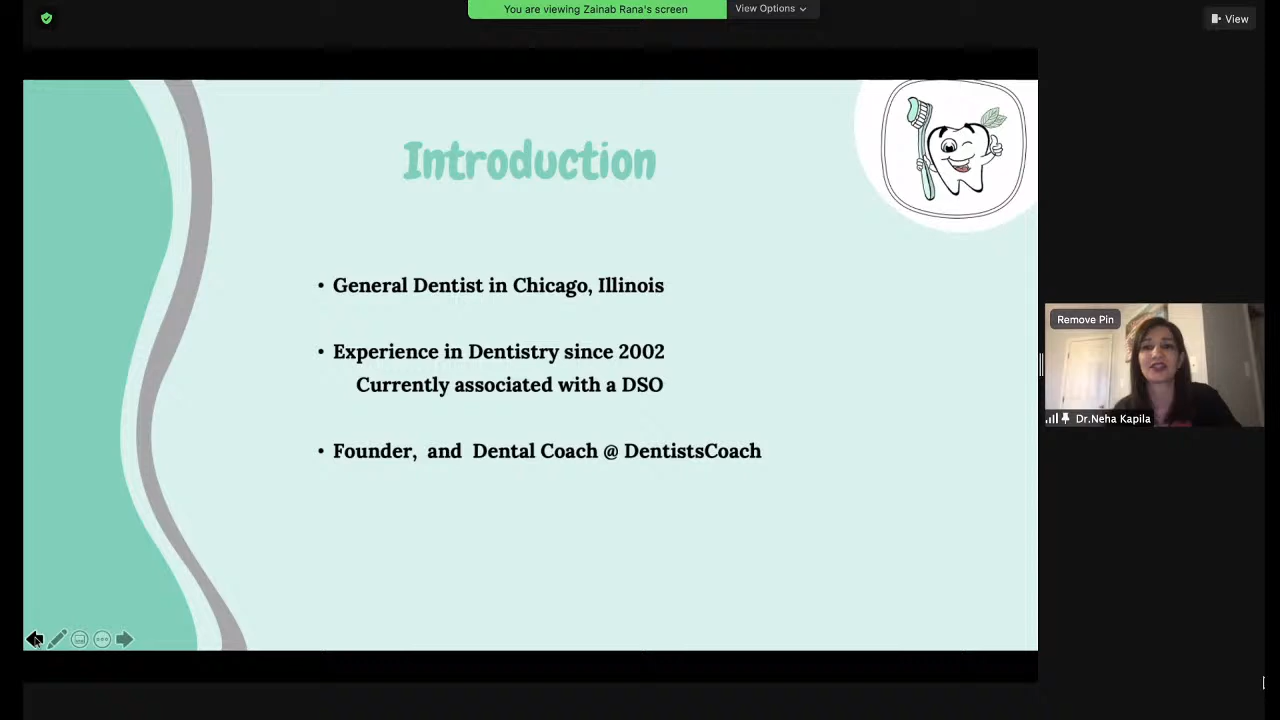 You are viewing Zainab Rana's screen
View Options
View
Introduction
• General Dentist in Chicago, Illinois
• Experience in Dentistry since 2002
Currently associated with a DSO
• Founder, and Dental Coach @ DentistsCoach
Remove Pin
Dr.Neha Kapila